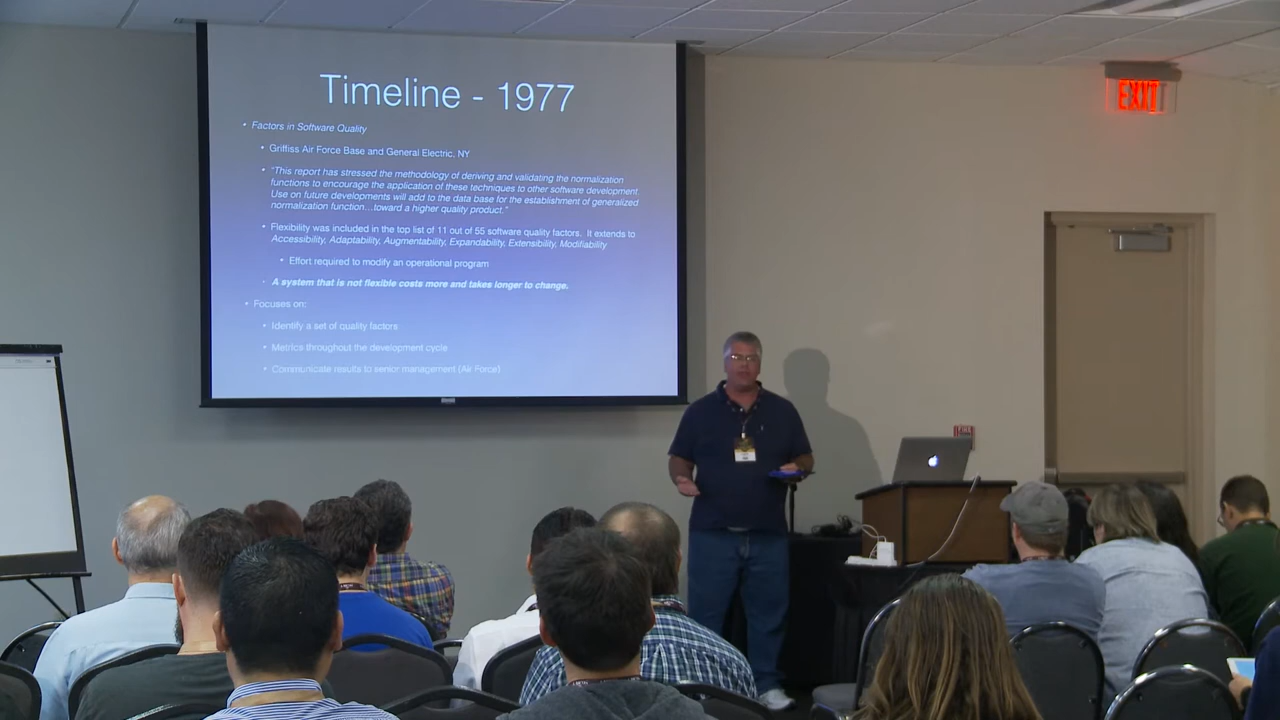 Timeline - 1977
• Factors in Software Quality
• Griffiss Air Force Base and General Electric, NY
• "This report has stressed the methodology of deriving and validating the normalization
functions to encourage the application of these techniques to other software development.
Use on future developments will add to the data base for the establishment of generalized
normalization function…toward a higher quality product."
• Flexibility was included in the top list of 11 out of 55 software quality factors. It extends to
Accessibility, Adaptability, Augmentability, Expandability, Extensibility, Modifiability
• Effort required to modify an operational program
• A system that is not flexible costs more and takes longer to change.
• Focuses on:
• Identify a set of quality factors
• Metrics throughout the development cycle
• Communicate results to senior management (Air Force)
EXIT
FIRE